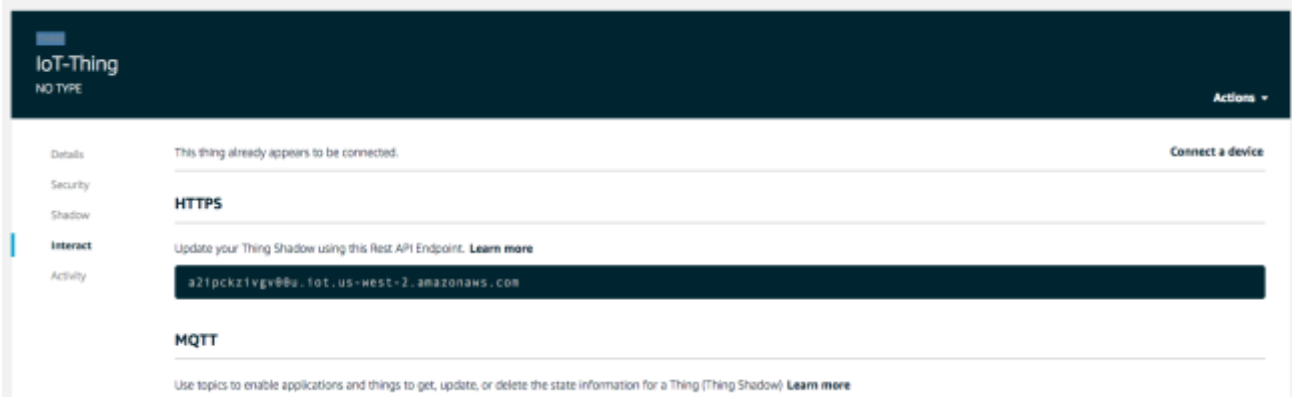 IoT-Thing
NO TYPE
Actions
Details
Security
Shadow
Interact
Activity
This thing already appears to be connected.
Connect a device
HTTPS
Update your Thing Shadow using this Rest API Endpoint. Learn more
a2ipckzivgv00u.iot.us-west-2.amazonaws.com
MQTT
Use topics to enable applications and things to get, update, or delete the state information for a Thing (Thing Shadow) Learn more